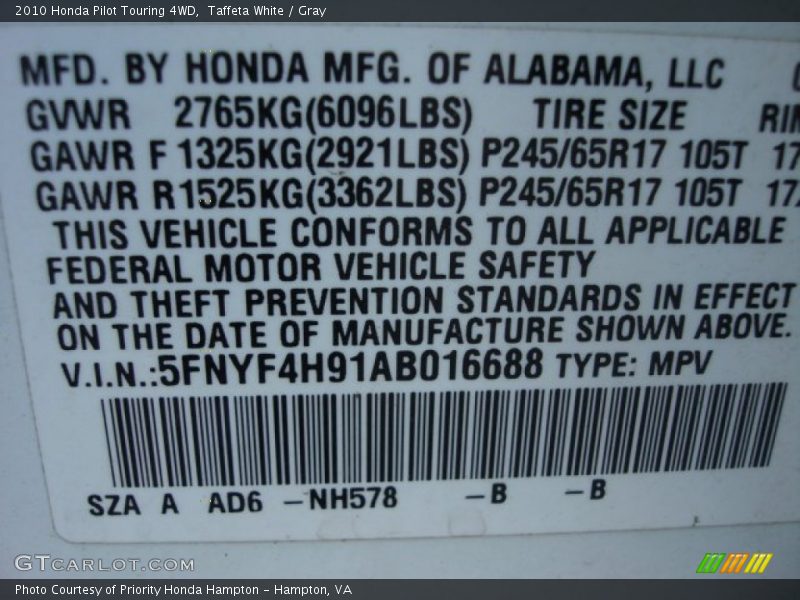 2010 Honda Pilot Touring 4WD, Taffeta White / Gray
MFD. BY HONDA MFG. OF ALABAMA, LLC
GVWR 2765KG(6096LBS) TIRE SIZE
GAWR F 1325KG(2921LBS) P245/65R17 105T
GAWR R1525KG(3362LBS) P245/65R17 105T
THIS VEHICLE CONFORMS TO ALL APPLICABLE
FEDERAL MOTOR VEHICLE SAFETY
AND THEFT PREVENTION STANDARDS IN EFFECT
ON THE DATE OF MANUFACTURE SHOWN ABOVE.
V.I.N.:5FNYF4H91AB016688 TYPE: MPV
SZA A AD6 -NH578 -B -B
GTCARLOT.COM
Photo Courtesy of Priority Honda Hampton - Hampton, VA